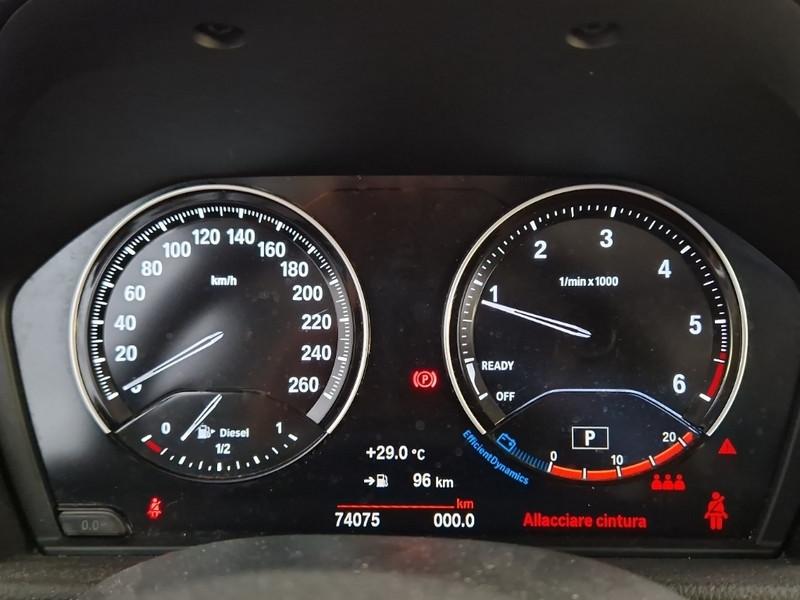 0 20 40 60 80 100 120 140 160 180 200 220 240 260
km/h
0 Diesel 1
1/2
+29.0 °C
96 km
km
74075 000.0
0.0
P
1 2 3 4 5 6
1/min x 1000
READY
OFF
P
EfficientDynamics
0 10 20
Allacciare cintura